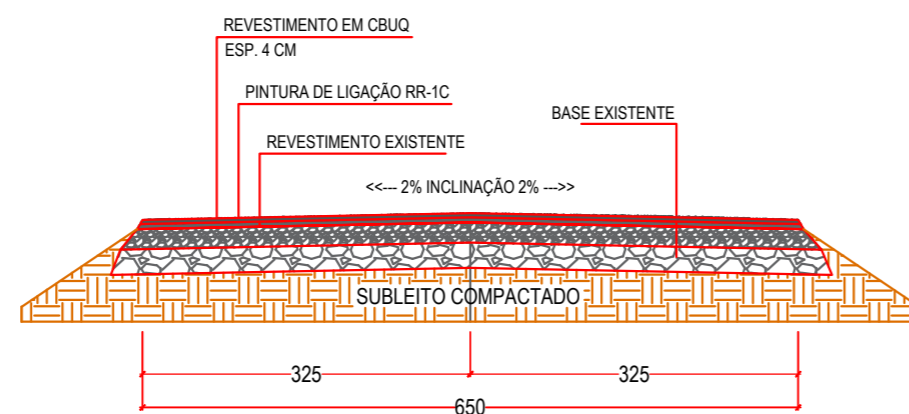 REVESTIMENTO EM CBUQ
ESP. 4 CM
PINTURA DE LIGAÇÃO RR-1C
BASE EXISTENTE
REVESTIMENTO EXISTENTE
<<--- 2% INCLINAÇÃO 2% --->>
SUBLEITO COMPACTADO
325 325
650